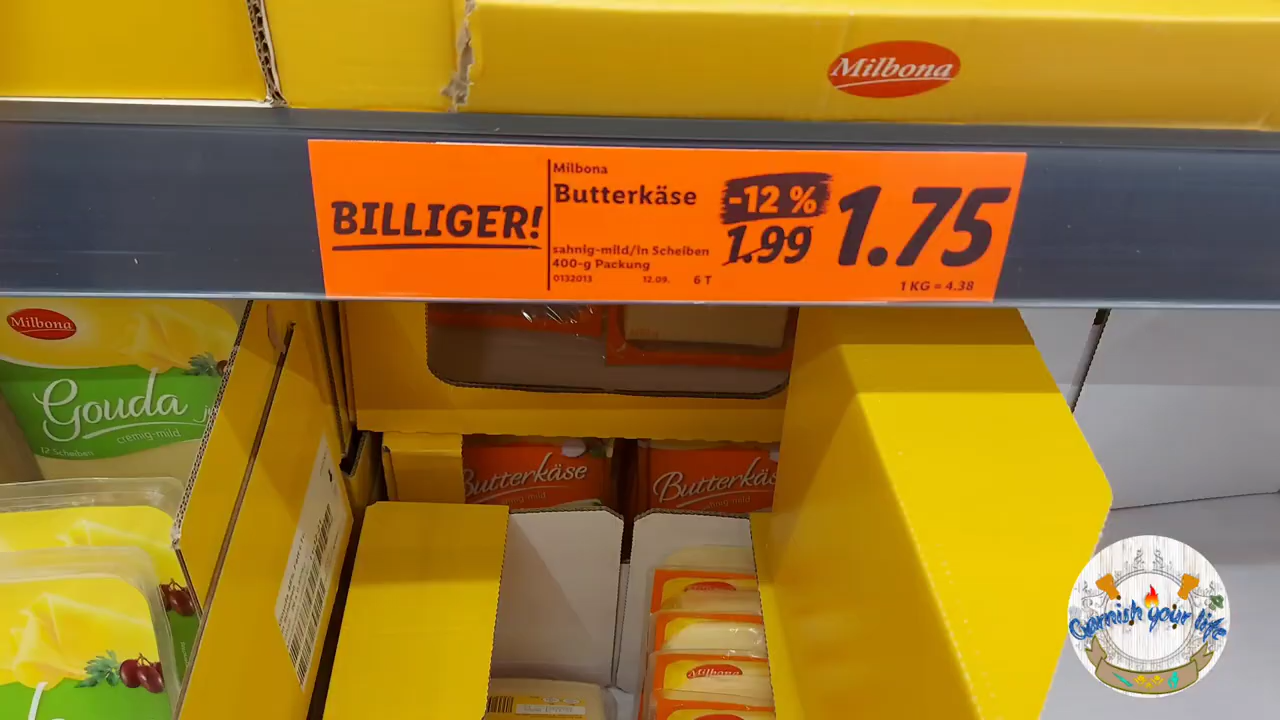 Milbona
BILLIGER!
Milbona
Butterkäse
sahnig-mild/in Scheiben
400-g Packung
0132013 12.09. 6 T
-12 %
1.99
1.75
1 KG = 4.38
Milbona
Gouda
cremig-mild
12 Scheiben
Butterkäse
Butterkäse
Milbona
Garnish your life